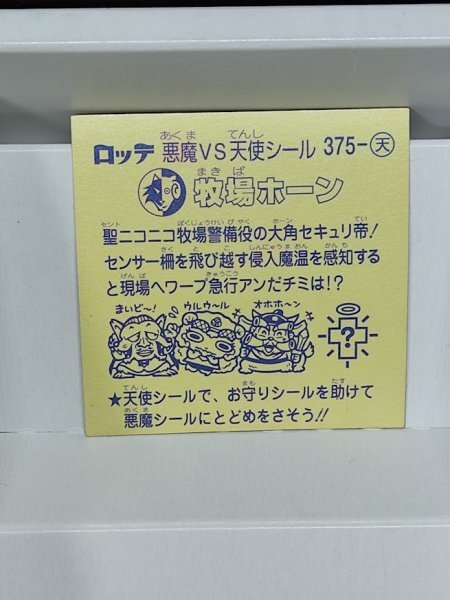 ロッテ 悪魔VS天使シール 375-天
牧場ホーン
聖ニコニコ牧場警備役の大角セキュリ帝!
センサー柵を飛び越す侵入魔温を感知する
と現場へワープ急行アンだチミは!?
まいど〜! ウルウ〜ル オホホ〜ン
?
★天使シールで、お守りシールを助けて
悪魔シールにとどめをさそう!!